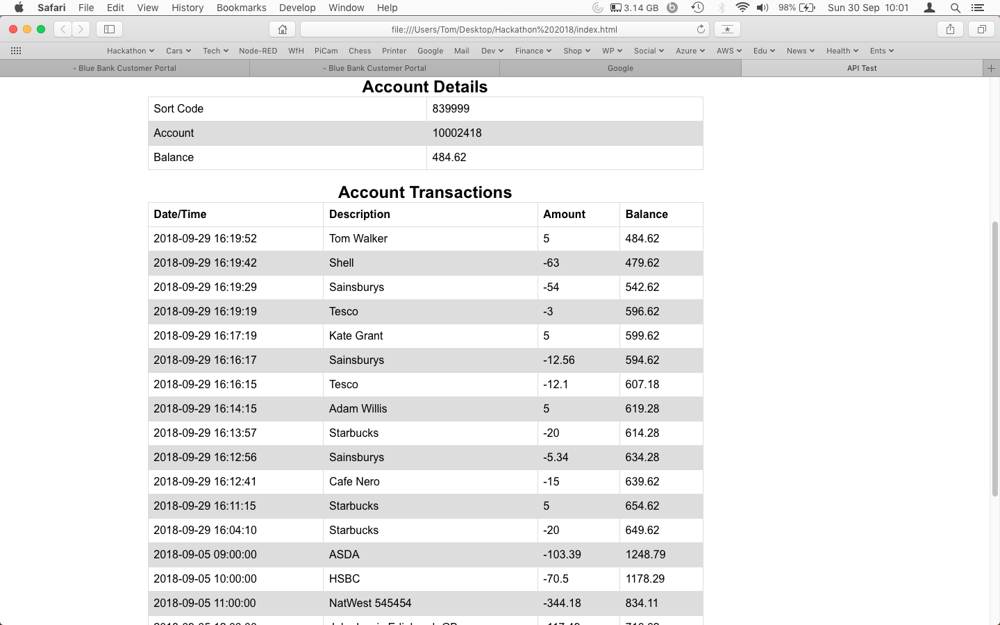 Safari File Edit View History Bookmarks Develop Window Help 3.14 GB 98% Sun 30 Sep 10:01
file:///Users/Tom/Desktop/Hackathon%202018/index.html
Hackathon Cars Tech Node-RED WfH PiCam Chess Printer Google Mail Dev Finance Shop WP Social Azure AWS Edu News Health Ents
- Blue Bank Customer Portal - Blue Bank Customer Portal Google API Test
Account Details
Sort Code 839999
Account 10002418
Balance 484.62
Account Transactions
Date/Time Description Amount Balance
2018-09-29 16:19:52 Tom Walker 5 484.62
2018-09-29 16:19:42 Shell -63 479.62
2018-09-29 16:19:29 Sainsburys -54 542.62
2018-09-29 16:19:19 Tesco -3 596.62
2018-09-29 16:17:19 Kate Grant 5 599.62
2018-09-29 16:16:17 Sainsburys -12.56 594.62
2018-09-29 16:16:15 Tesco -12.1 607.18
2018-09-29 16:14:15 Adam Willis 5 619.28
2018-09-29 16:13:57 Starbucks -20 614.28
2018-09-29 16:12:56 Sainsburys -5.34 634.28
2018-09-29 16:12:41 Cafe Nero -15 639.62
2018-09-29 16:11:15 Starbucks 5 654.62
2018-09-29 16:04:10 Starbucks -20 649.62
2018-09-05 09:00:00 ASDA -103.39 1248.79
2018-09-05 10:00:00 HSBC -70.5 1178.29
2018-09-05 11:00:00 NatWest 545454 -344.18 834.11